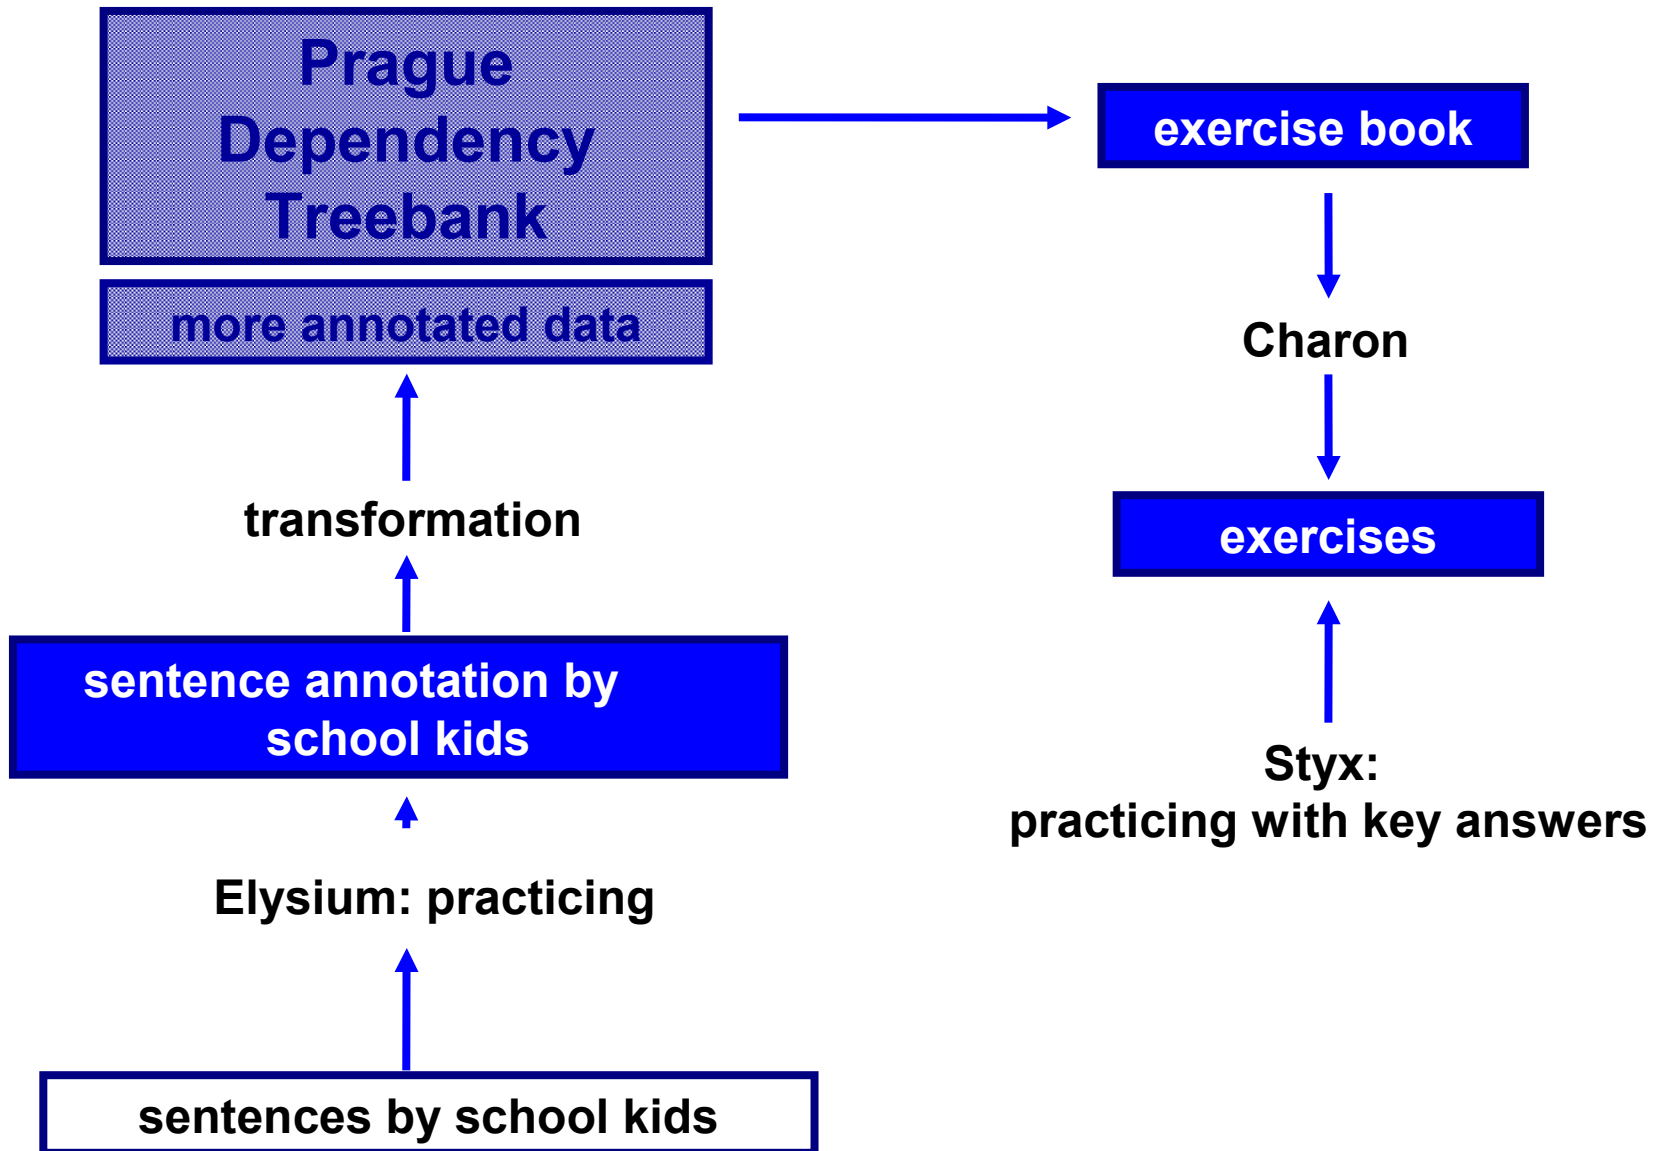 Prague
Dependency
Treebank
more annotated data
transformation
sentence annotation by
school kids
Elysium: practicing
sentences by school kids
exercise book
Charon
exercises
Styx:
practicing with key answers